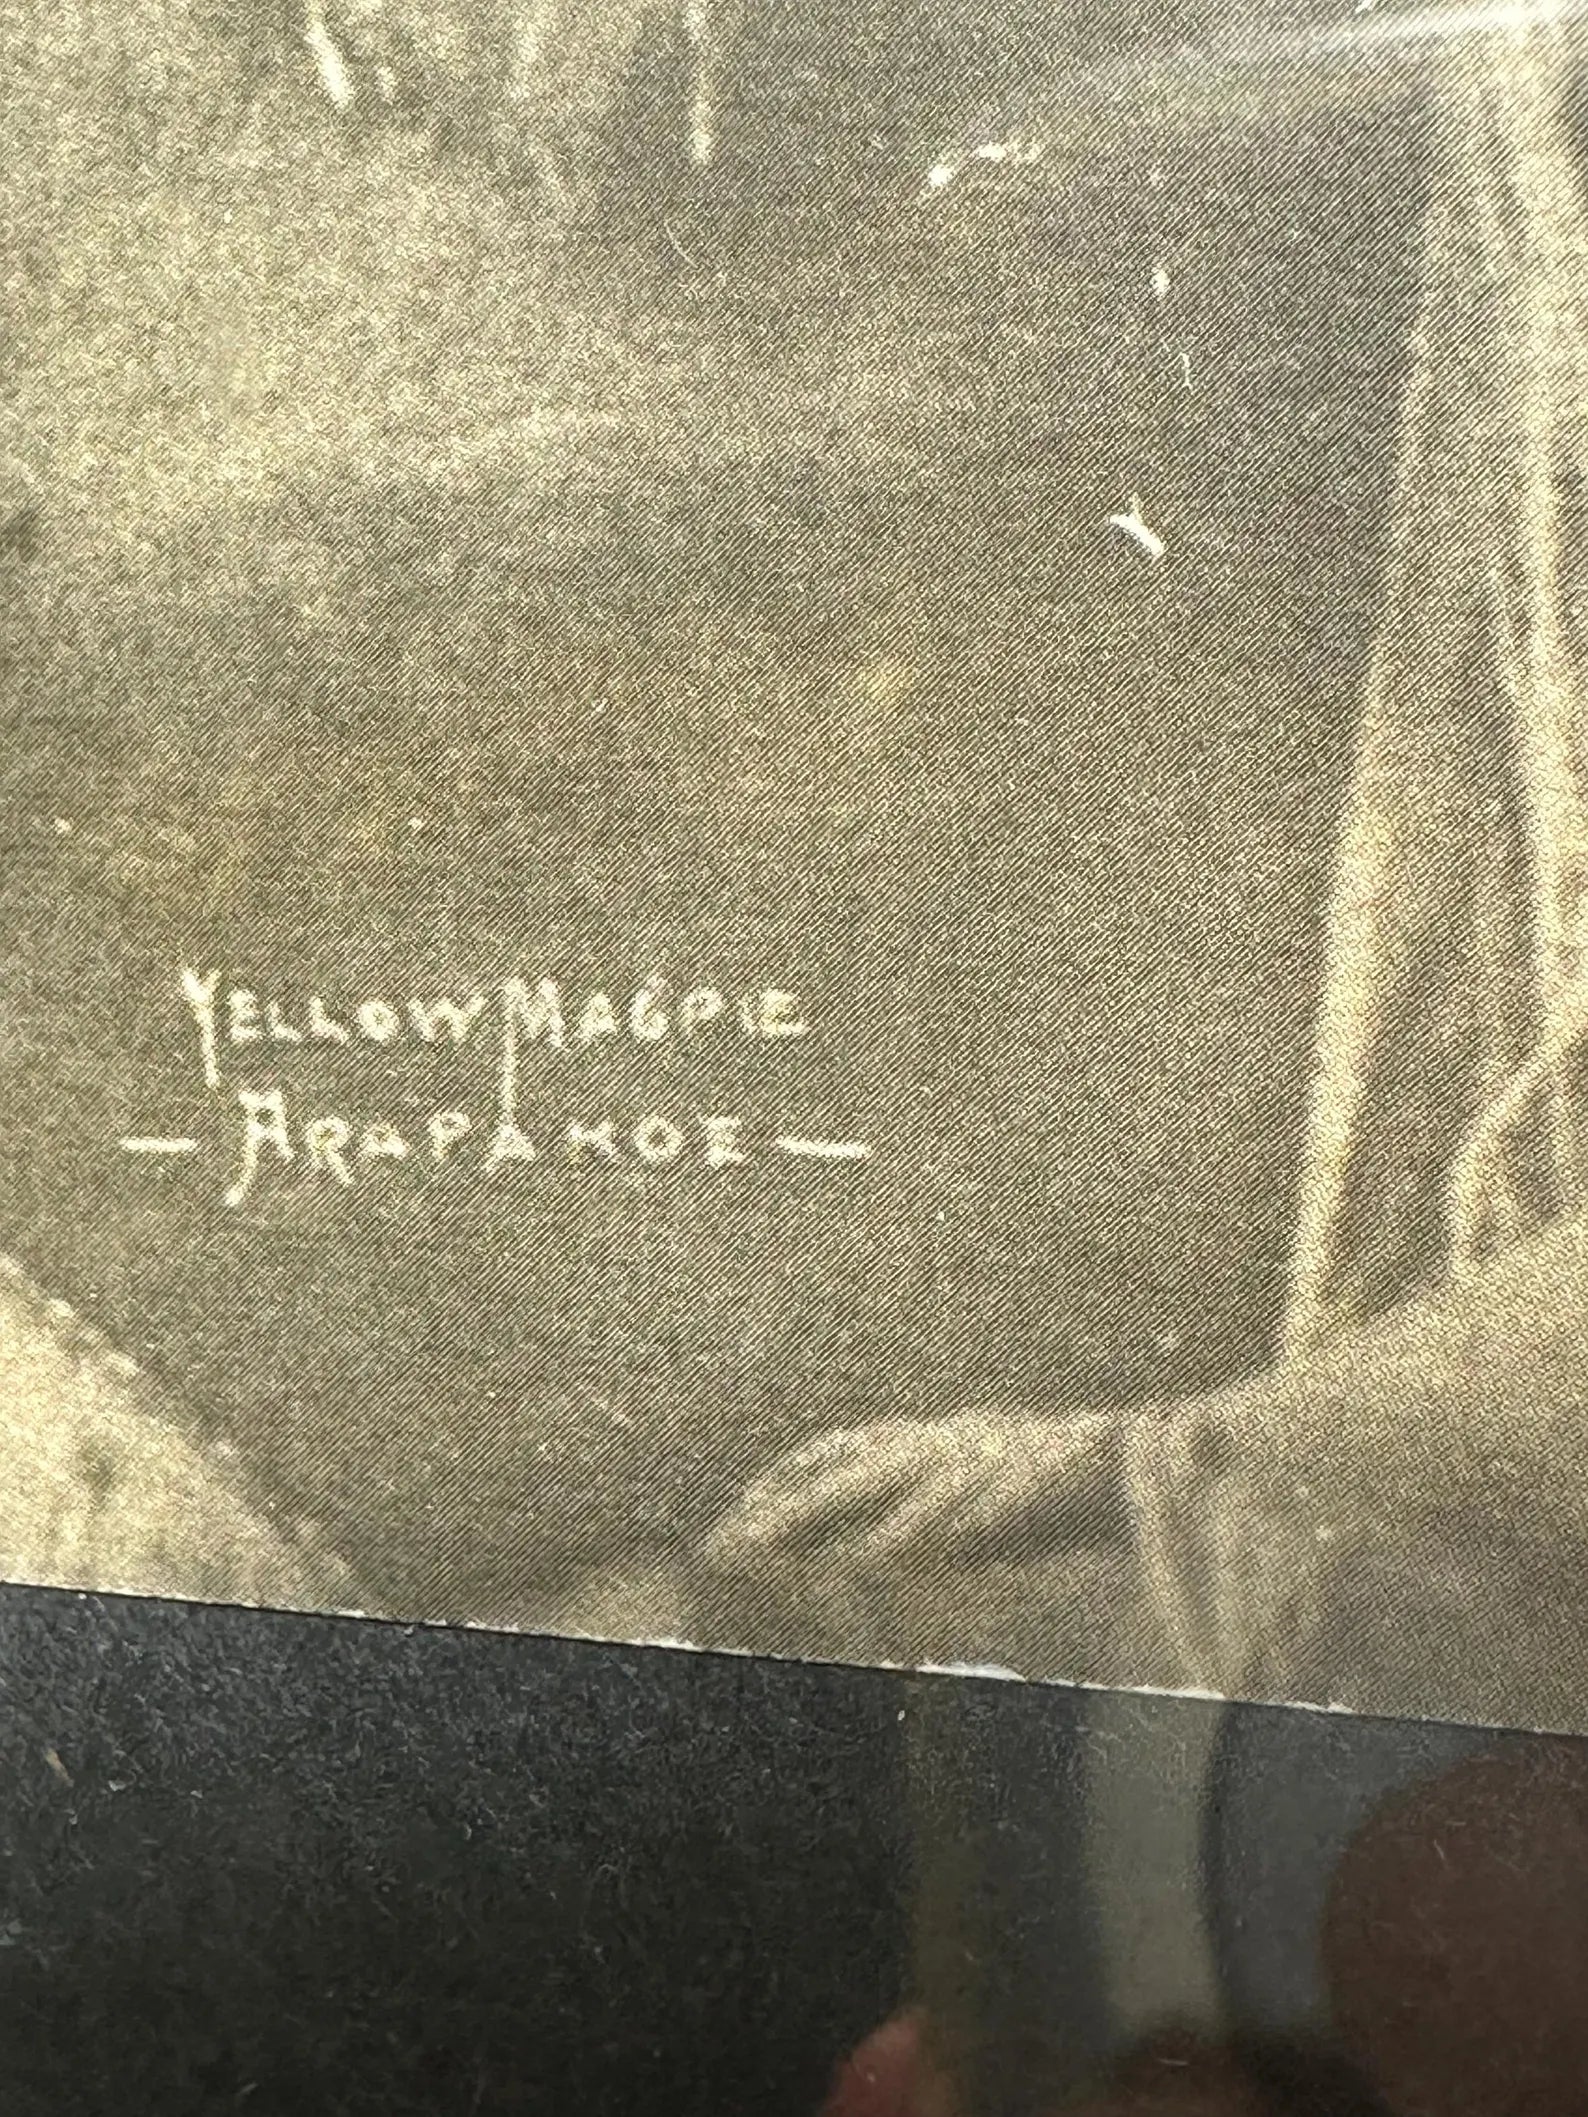 YELLOW MAGPIE
— ARAPAHOE —